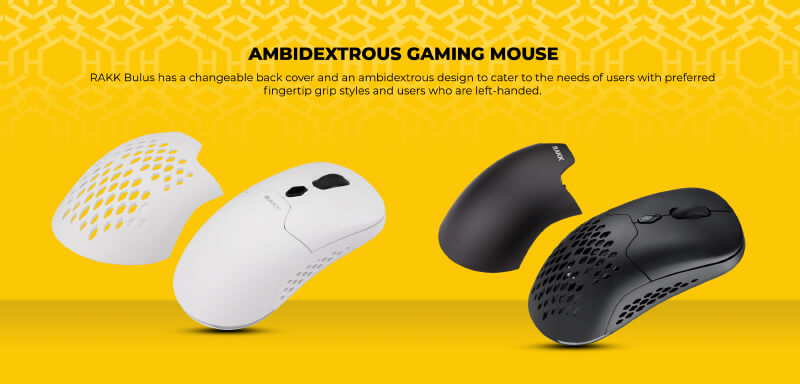 AMBIDEXTROUS GAMING MOUSE
RAKK Bulus has a changeable back cover and an ambidextrous design to cater to the needs of users with preferred
fingertip grip styles and users who are left-handed.
RAKK
RAKK